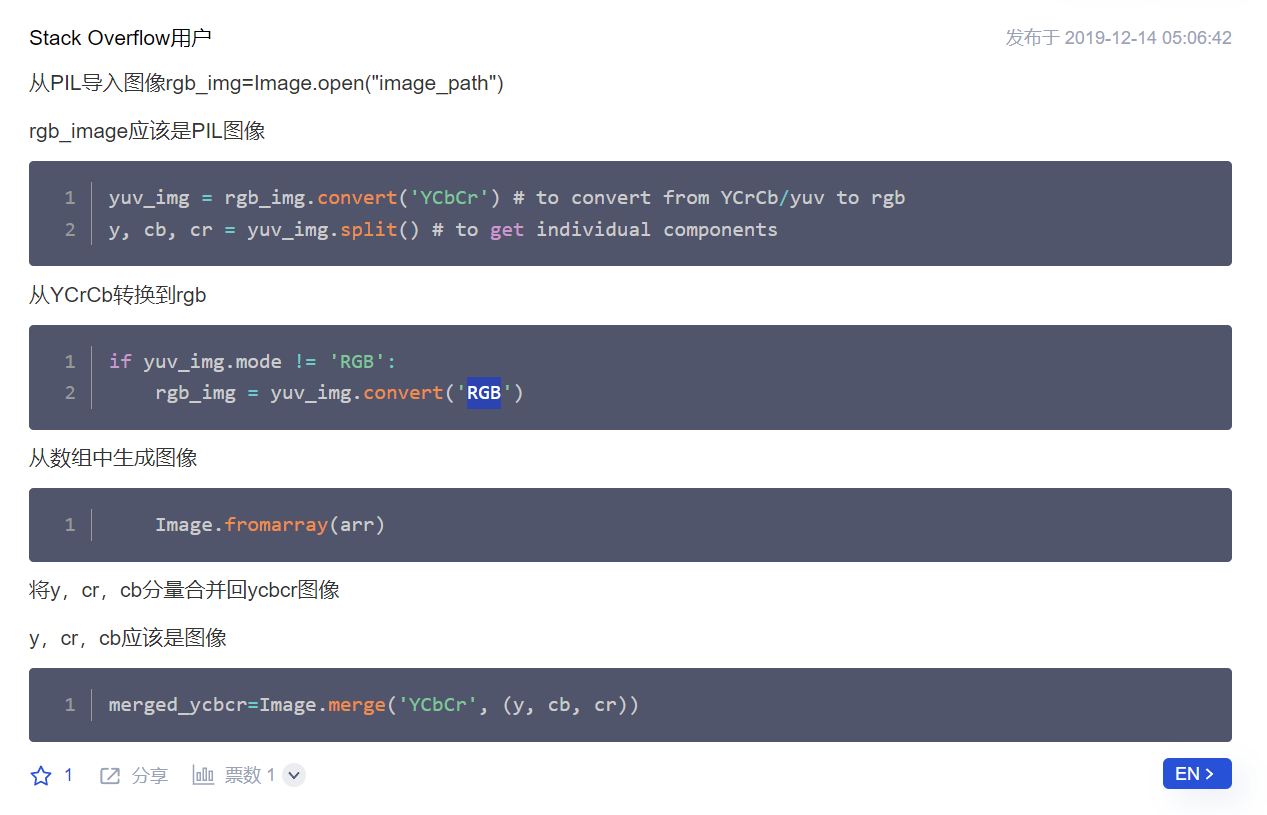 Stack Overflow用户
发布于 2019-12-14 05:06:42
从PIL导入图像rgb_img=Image.open("image_path")
rgb_image应该是PIL图像
1 yuv_img = rgb_img.convert('YCbCr') # to convert from YCrCb/yuv to rgb
2 y, cb, cr = yuv_img.split() # to get individual components
从YCrCb转换到rgb
1 if yuv_img.mode != 'RGB':
2     rgb_img = yuv_img.convert('RGB')
从数组中生成图像
1     Image.fromarray(arr)
将y，cr，cb分量合并回ycbcr图像
y，cr，cb应该是图像
1 merged_ycbcr=Image.merge('YCbCr', (y, cb, cr))
1 分享 票数 1
EN >